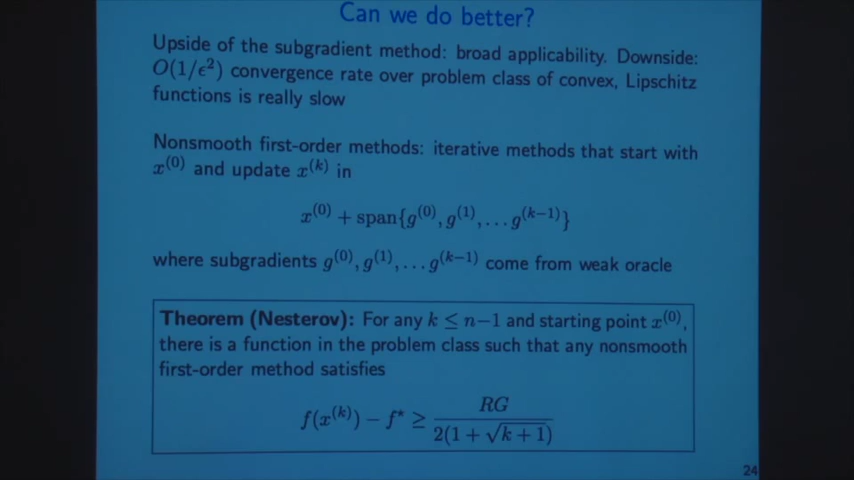 Can we do better?
Upside of the subgradient method: broad applicability. Downside:
O(1/ϵ²) convergence rate over problem class of convex, Lipschitz
functions is really slow
Nonsmooth first-order methods: iterative methods that start with
x⁽⁰⁾ and update x⁽ᵏ⁾ in
x⁽⁰⁾ + span{g⁽⁰⁾, g⁽¹⁾, … g⁽ᵏ⁻¹⁾}
where subgradients g⁽⁰⁾, g⁽¹⁾, … g⁽ᵏ⁻¹⁾ come from weak oracle
Theorem (Nesterov): For any k ≤ n−1 and starting point x⁽⁰⁾,
there is a function in the problem class such that any nonsmooth
first-order method satisfies
f(x⁽ᵏ⁾) − f⋆ ≥ RG / 2(1 + √(k + 1))
24